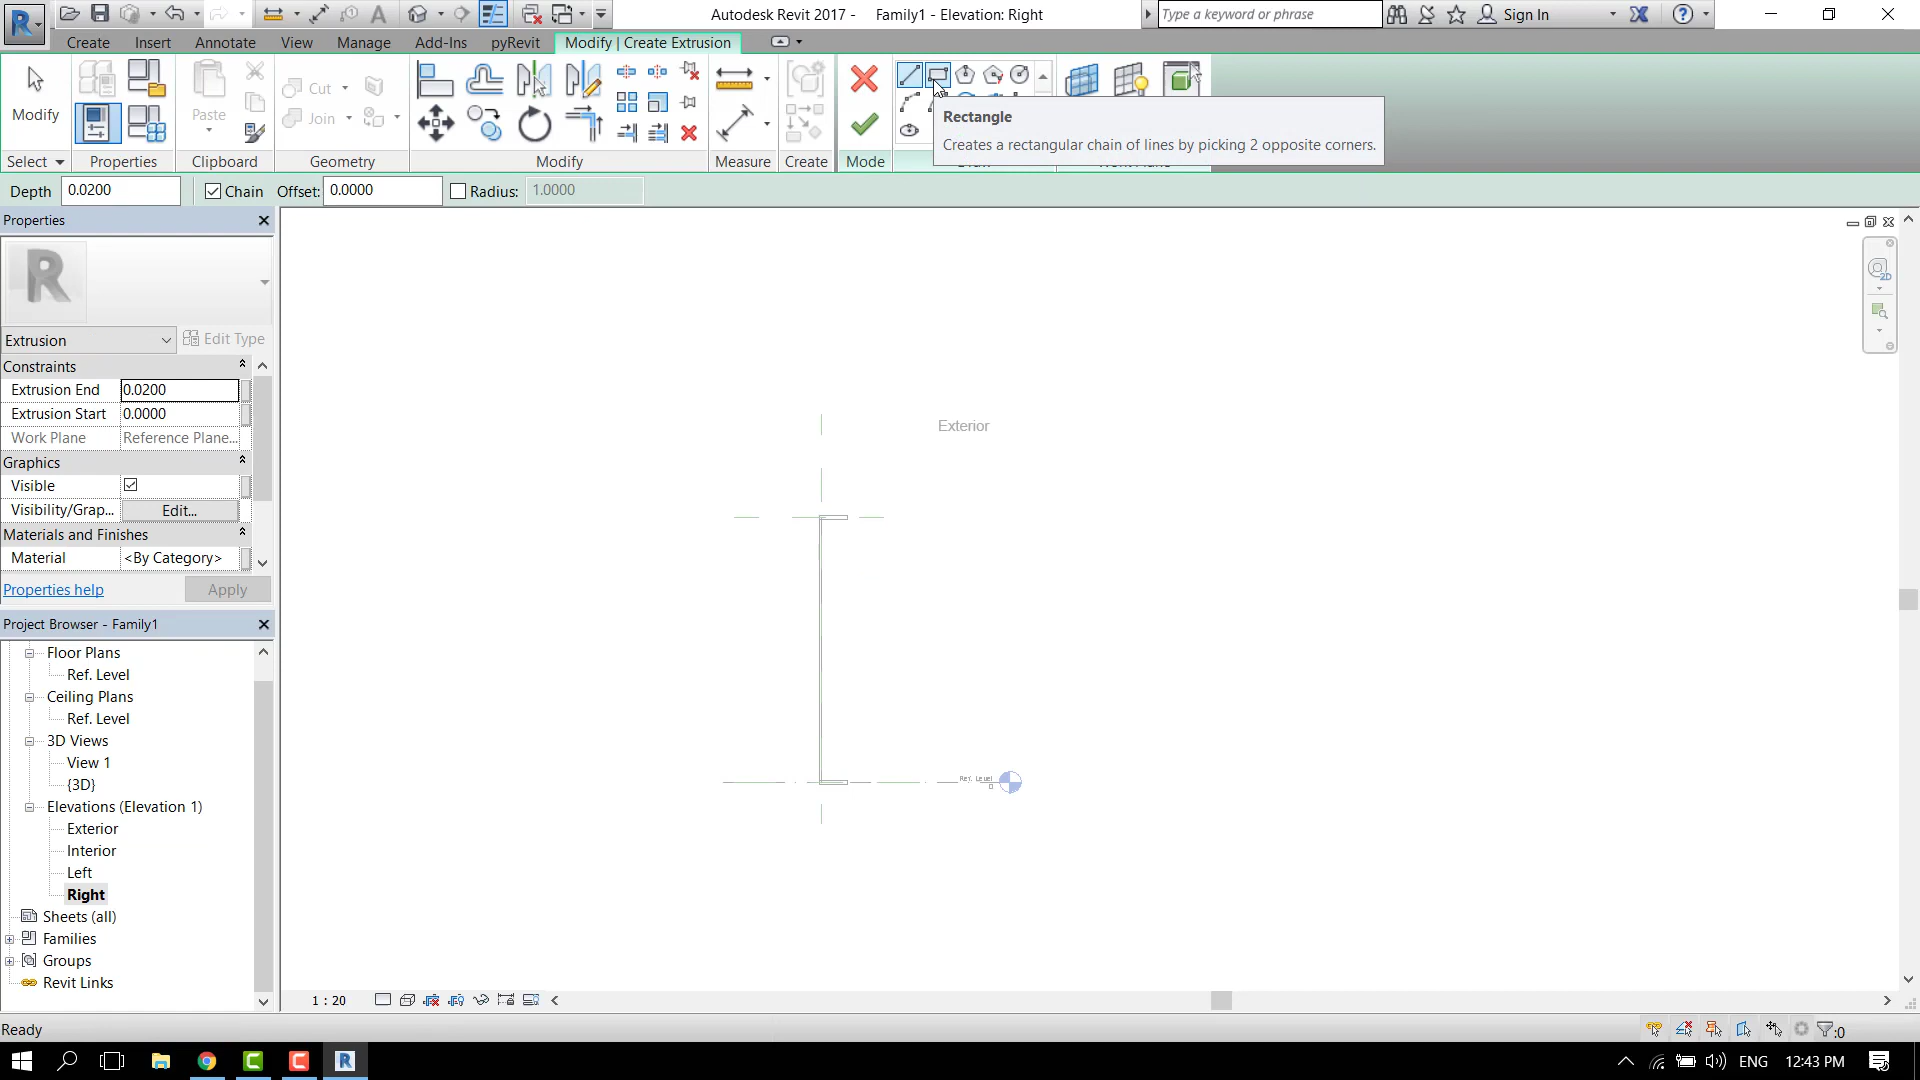 Autodesk Revit 2017 - Family1 - Elevation: Right
Type a keyword or phrase
Sign In
Create Insert Annotate View Manage Add-Ins pyRevit Modify | Create Extrusion
Modify
Paste
Cut
Join
Select Properties Clipboard Geometry Modify Measure Create Mode
Rectangle
Creates a rectangular chain of lines by picking 2 opposite corners.
Depth 0.0200 Chain Offset: 0.0000 Radius: 1.0000
Properties
Extrusion Edit Type
Constraints
Extrusion End 0.0200
Extrusion Start 0.0000
Work Plane Reference Plane...
Graphics
Visible
Visibility/Grap... Edit...
Materials and Finishes
Material <By Category>
Properties help Apply
Project Browser - Family1
Floor Plans
Ref. Level
Ceiling Plans
Ref. Level
3D Views
View 1
{3D}
Elevations (Elevation 1)
Exterior
Interior
Left
Right
Sheets (all)
Families
Groups
Revit Links
Exterior
Ref. Level
0
2D
1 : 20
Ready
:0
ENG 12:43 PM